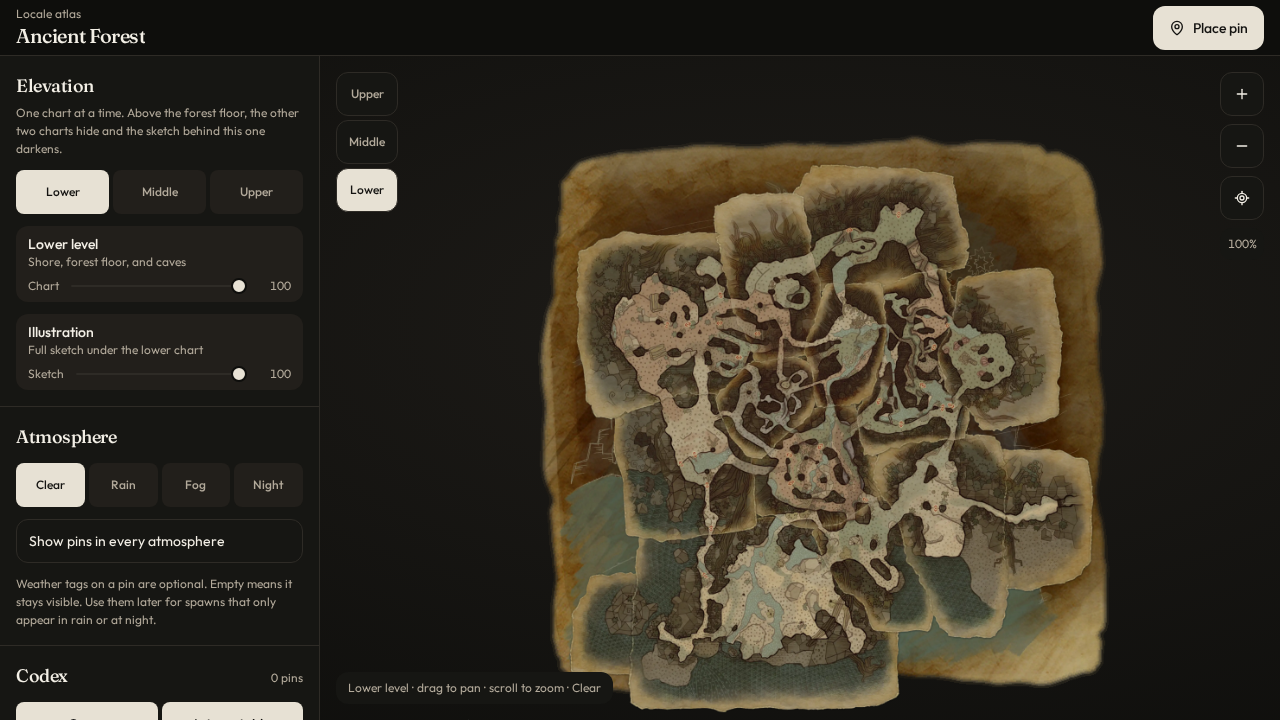 Locale atlas
Ancient Forest
Place pin
Elevation
One chart at a time. Above the forest floor, the other
two charts hide and the sketch behind this one
darkens.
Lower Middle Upper
Lower level
Shore, forest floor, and caves
Chart 100
Illustration
Full sketch under the lower chart
Sketch 100
Atmosphere
Clear Rain Fog Night
Show pins in every atmosphere
Weather tags on a pin are optional. Empty means it
stays visible. Use them later for spawns that only
appear in rain or at night.
Codex 0 pins
Upper
Middle
Lower
100%
Lower level · drag to pan · scroll to zoom · Clear